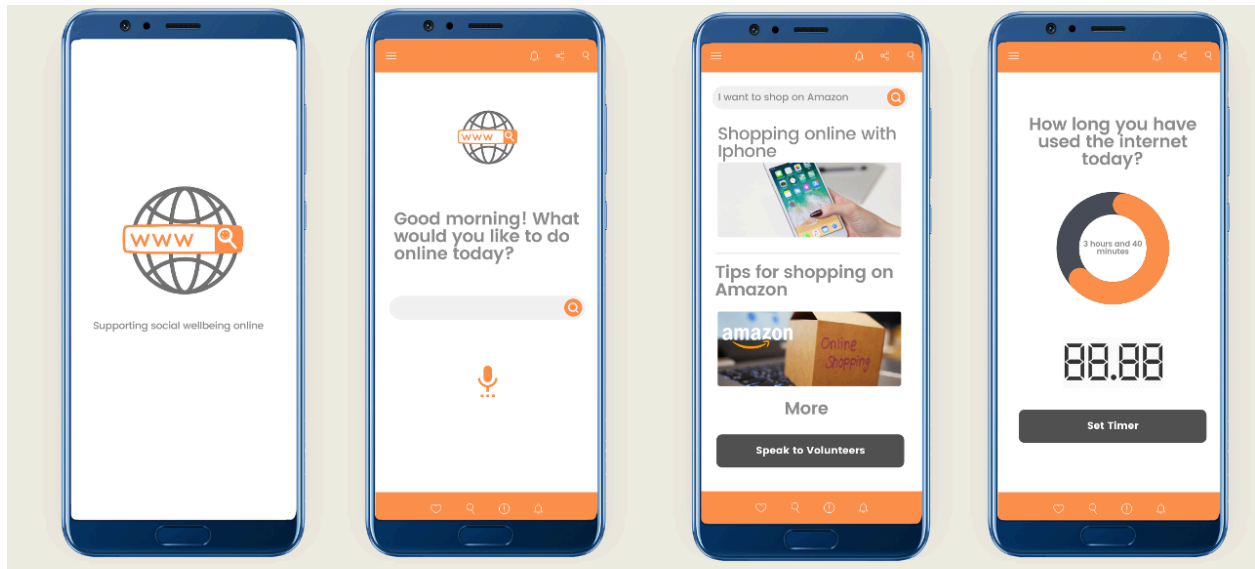 www
Supporting social wellbeing online
www
Good morning! What
would you like to do
online today?
I want to shop on Amazon
Shopping online with
Iphone
Tips for shopping on
Amazon
amazon
Online
Shopping
More
Speak to Volunteers
How long you have
used the internet
today?
3 hours and 40
minutes
88.88
Set Timer